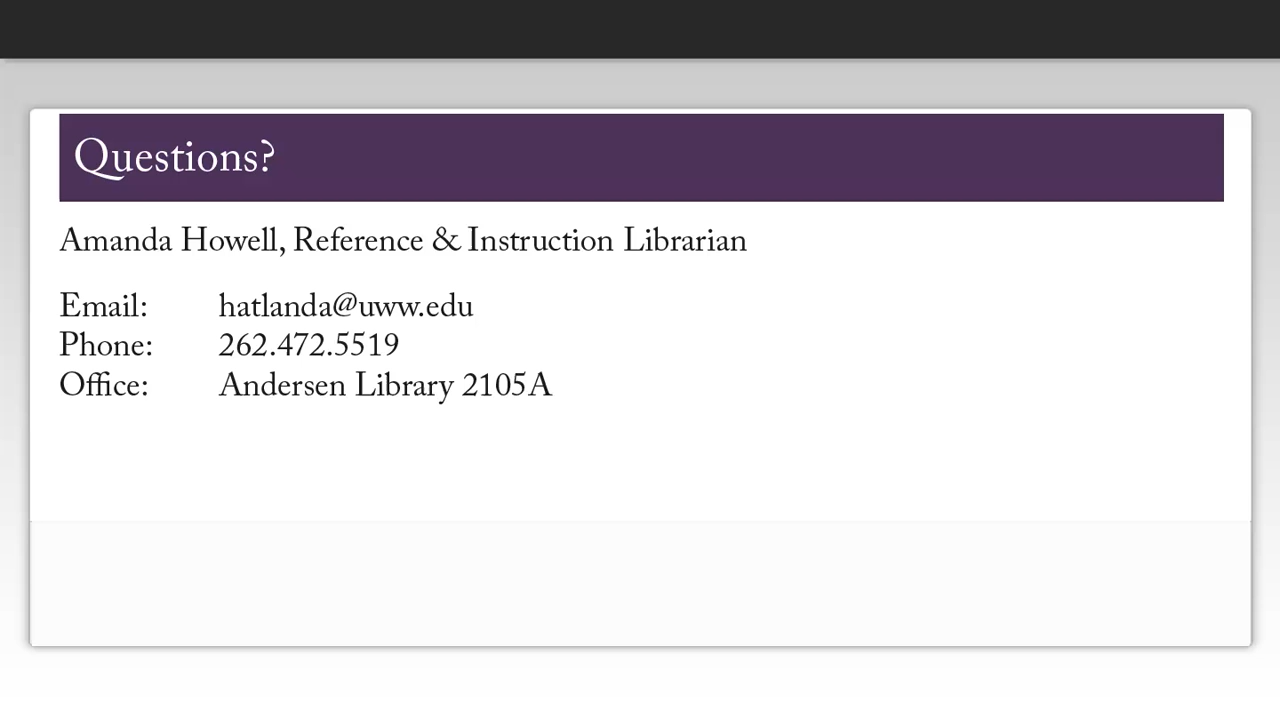 Questions?
Amanda Howell, Reference & Instruction Librarian
Email: hatlanda@uww.edu
Phone: 262.472.5519
Office: Andersen Library 2105A